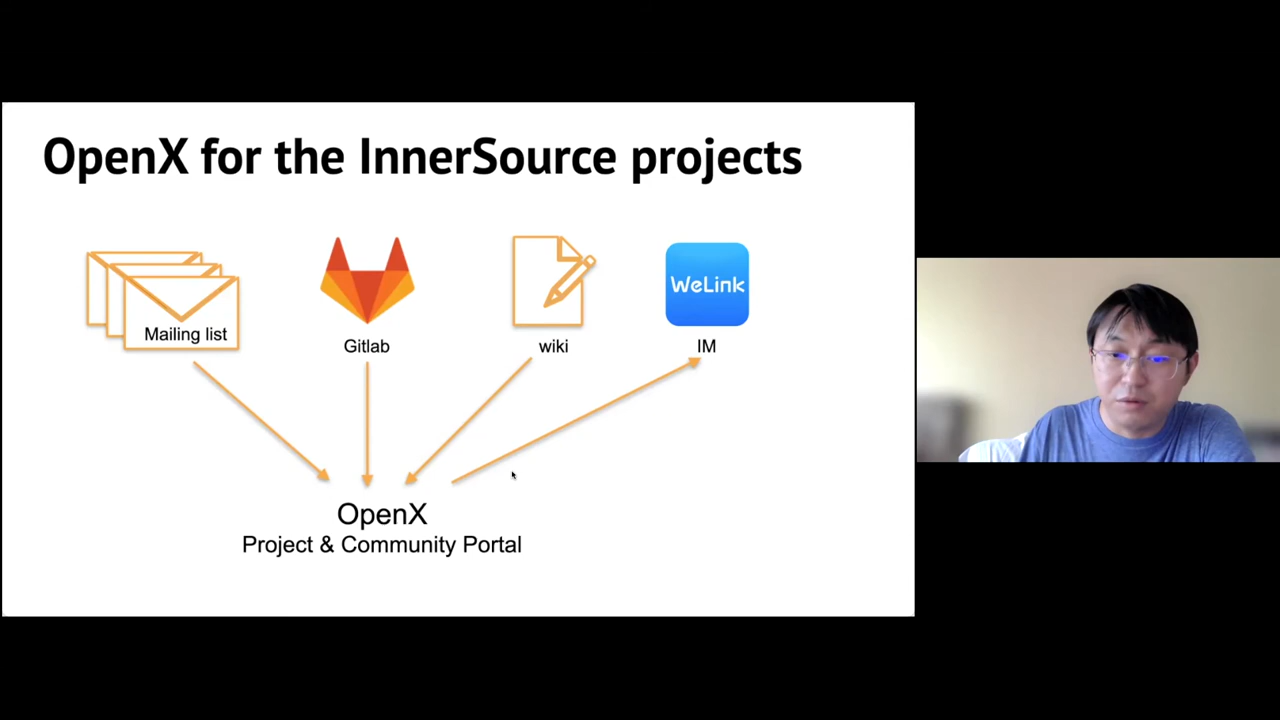 OpenX for the InnerSource projects
Mailing list
Gitlab
wiki
WeLink
IM
OpenX
Project & Community Portal